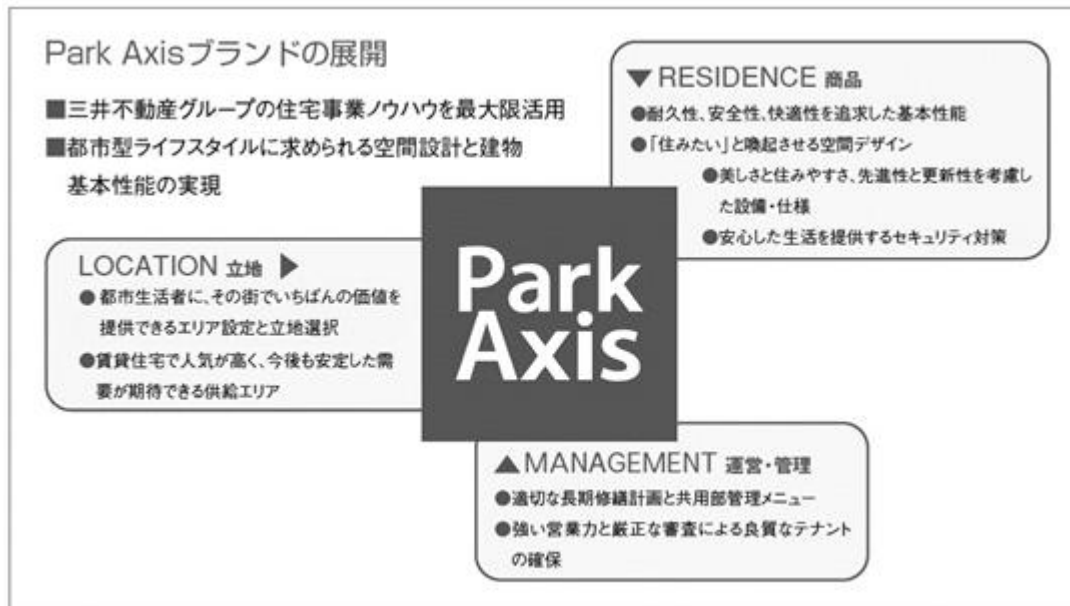 Park Axisブランドの展開
■三井不動産グループの住宅事業ノウハウを最大限活用
■都市型ライフスタイルに求められる空間設計と建物
基本性能の実現
▼RESIDENCE 商品
●耐久性、安全性、快適性を追求した基本性能
●「住みたい」と喚起させる空間デザイン
●美しさと住みやすさ、先進性と更新性を考慮し
た設備・仕様
●安心した生活を提供するセキュリティ対策
LOCATION 立地 ▶
●都市生活者に、その街でいちばんの価値を
提供できるエリア設定と立地選択
●賃貸住宅で人気が高く、今後も安定した需
要が期待できる供給エリア
Park
Axis
▲MANAGEMENT 運営・管理
●適切な長期修繕計画と共用部管理メニュー
●強い営業力と厳正な審査による良質なテナント
の確保